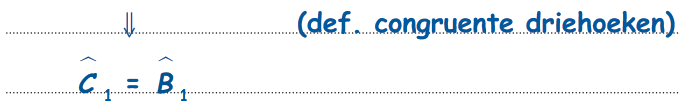 ⇓ (def. congruente driehoeken)
Ĉ₁ = B̂₁